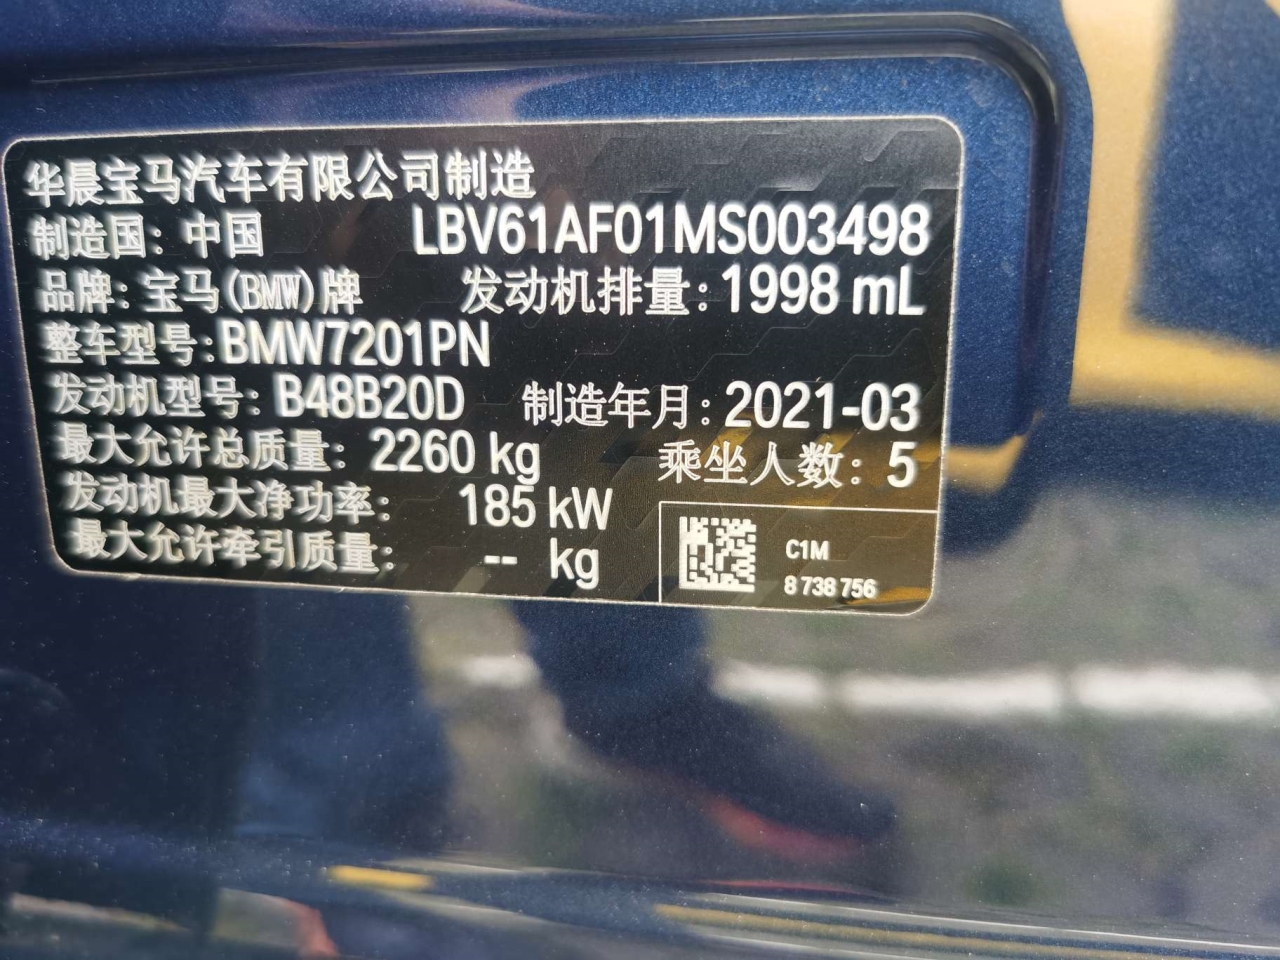 华晨宝马汽车有限公司制造
制造国：中国 LBV61AF01MS003498
品牌：宝马(BMW)牌 发动机排量：1998 mL
整车型号：BMW7201PN
发动机型号：B48B20D 制造年月：2021-03
最大允许总质量：2260 kg 乘坐人数：5
发动机最大净功率：185 kW
最大允许牵引质量：-- kg
C1M
8 738 756